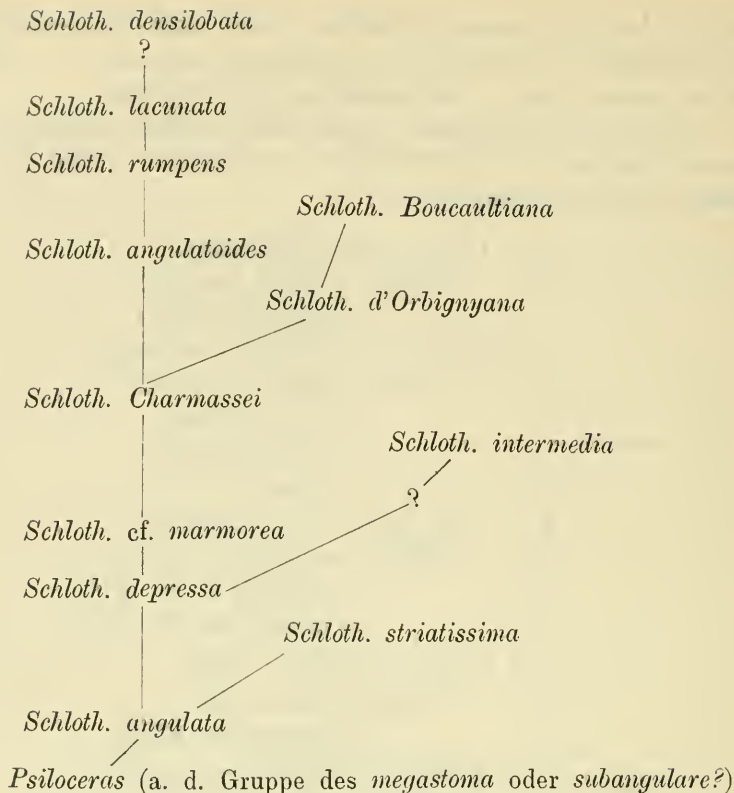 Schloth. densilobata
?
Schloth. lacunata
Schloth. rumpens
Schloth. Boucaultiana
Schloth. angulatoides
Schloth. d'Orbignyana
Schloth. Charmassei
Schloth. intermedia
?
Schloth. cf. marmorea
Schloth. depressa
Schloth. striatissima
Schloth. angulata
Psiloceras (a. d. Gruppe des megastoma oder subangulare?)